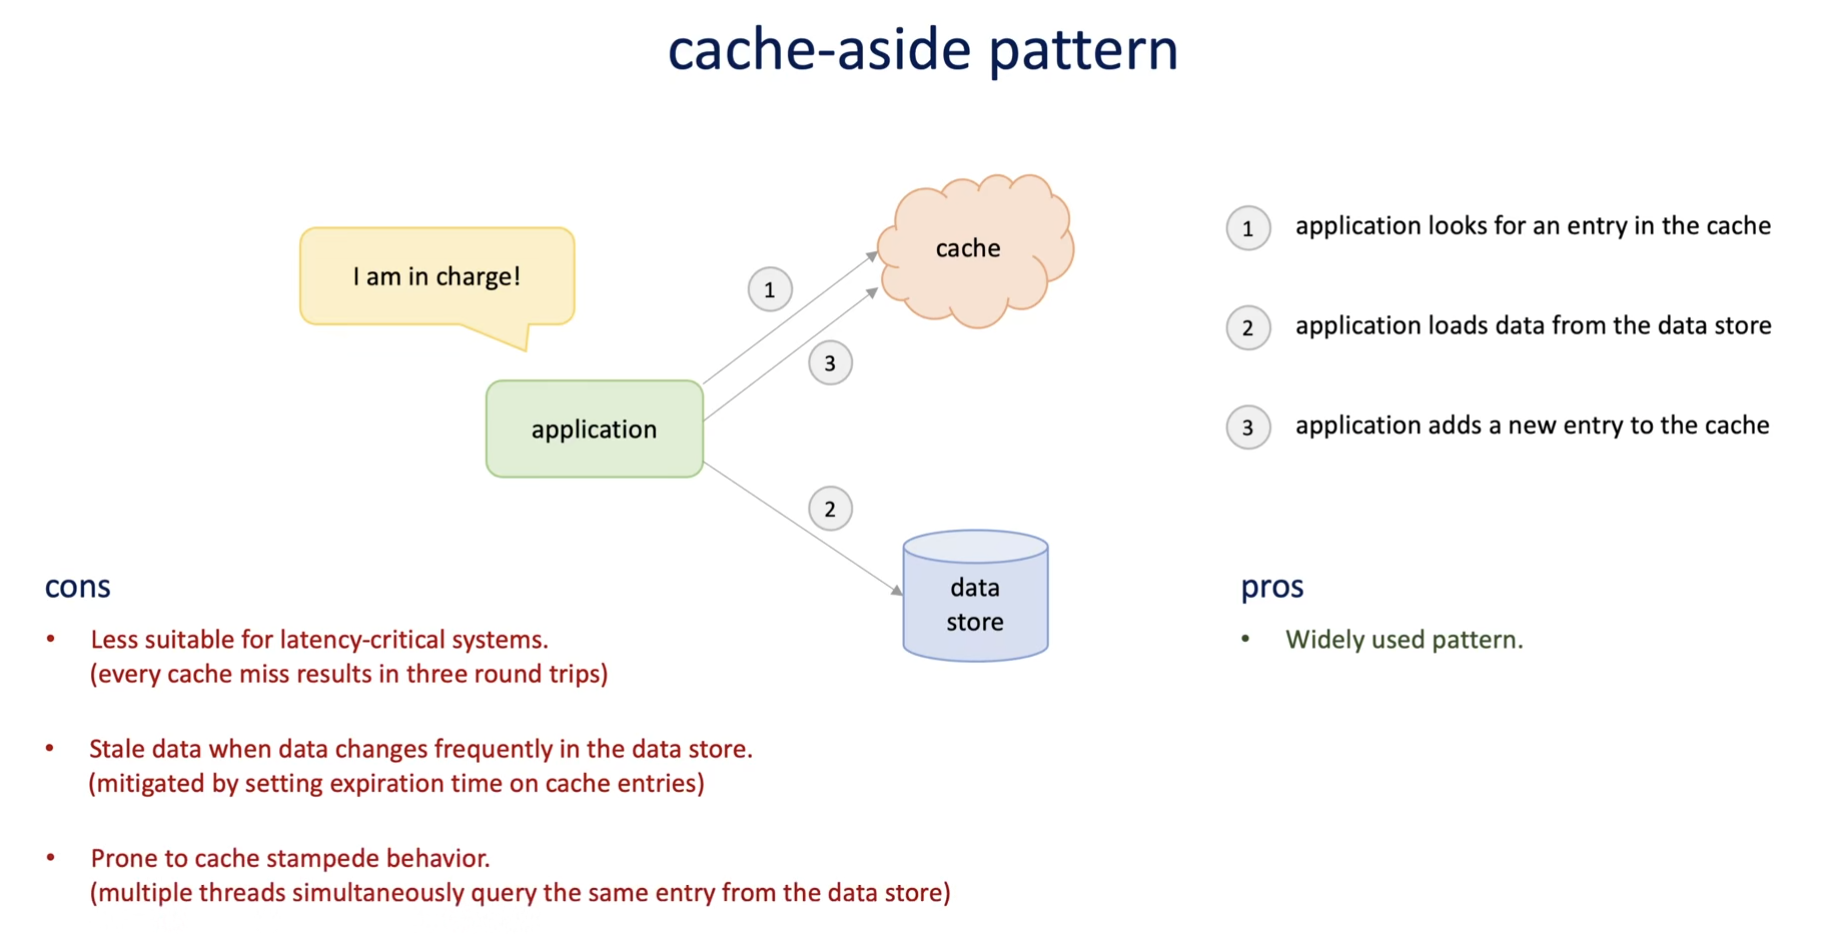 cache-aside pattern
I am in charge!
cache
1
3
application
2
data
store
1 application looks for an entry in the cache
2 application loads data from the data store
3 application adds a new entry to the cache
cons
• Less suitable for latency-critical systems.
(every cache miss results in three round trips)
• Stale data when data changes frequently in the data store.
(mitigated by setting expiration time on cache entries)
• Prone to cache stampede behavior.
(multiple threads simultaneously query the same entry from the data store)
pros
• Widely used pattern.